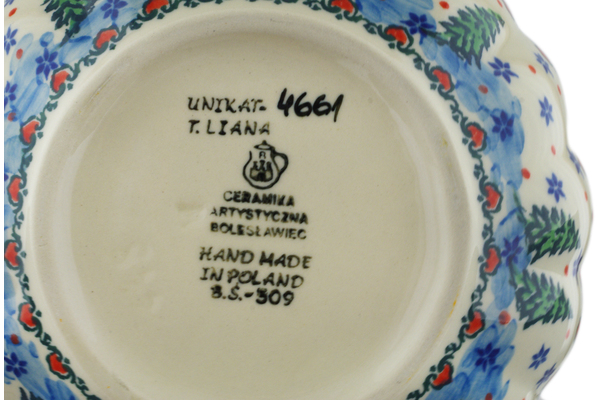 UNIKAT- 4661
T. LIANA
CERAMIKA
ARTYSTYCZNA
BOLESŁAWIEC
HAND MADE
IN POLAND
B.S.-309